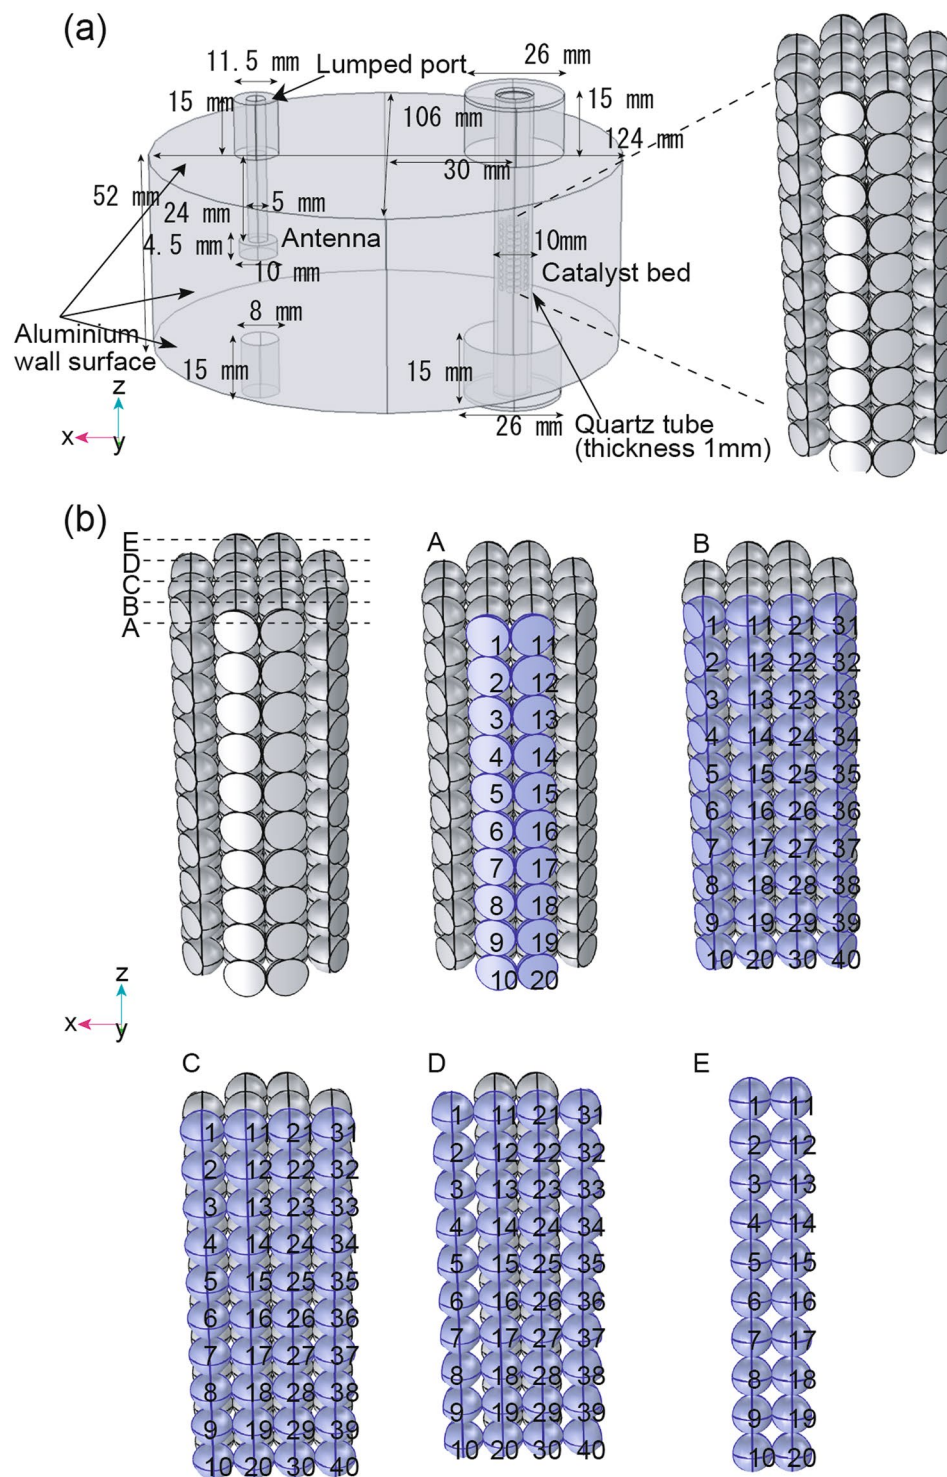 (a)
11.5 mm
Lumped port
26 mm
15 mm
106 mm
15 mm
124 mm
30 mm
52 mm
24 mm
5 mm
4.5 mm
Antenna
10mm
10 mm
Catalyst bed
8 mm
Aluminium
wall surface
15 mm
15 mm
26 mm
Quartz tube
(thickness 1mm)
z
x
y
(b)
E
D
C
B
A
A
1 11
2 12
3 13
4 14
5 15
6 16
7 17
8 18
9 19
10 20
B
1 11 21 31
2 12 22 32
3 13 23 33
4 14 24 34
5 15 25 35
6 16 26 36
7 17 27 37
8 18 28 38
9 19 29 39
10 20 30 40
z
x
y
C
1 11 21 31
2 12 22 32
3 13 23 33
4 14 24 34
5 15 25 35
6 16 26 36
7 17 27 37
8 18 28 38
9 19 29 39
10 20 30 40
D
1 11 21 31
2 12 22 32
3 13 23 33
4 14 24 34
5 15 25 35
6 16 26 36
7 17 27 37
8 18 28 38
9 19 29 39
10 20 30 40
E
1 11
2 12
3 13
4 14
5 15
6 16
7 17
8 18
9 19
10 20